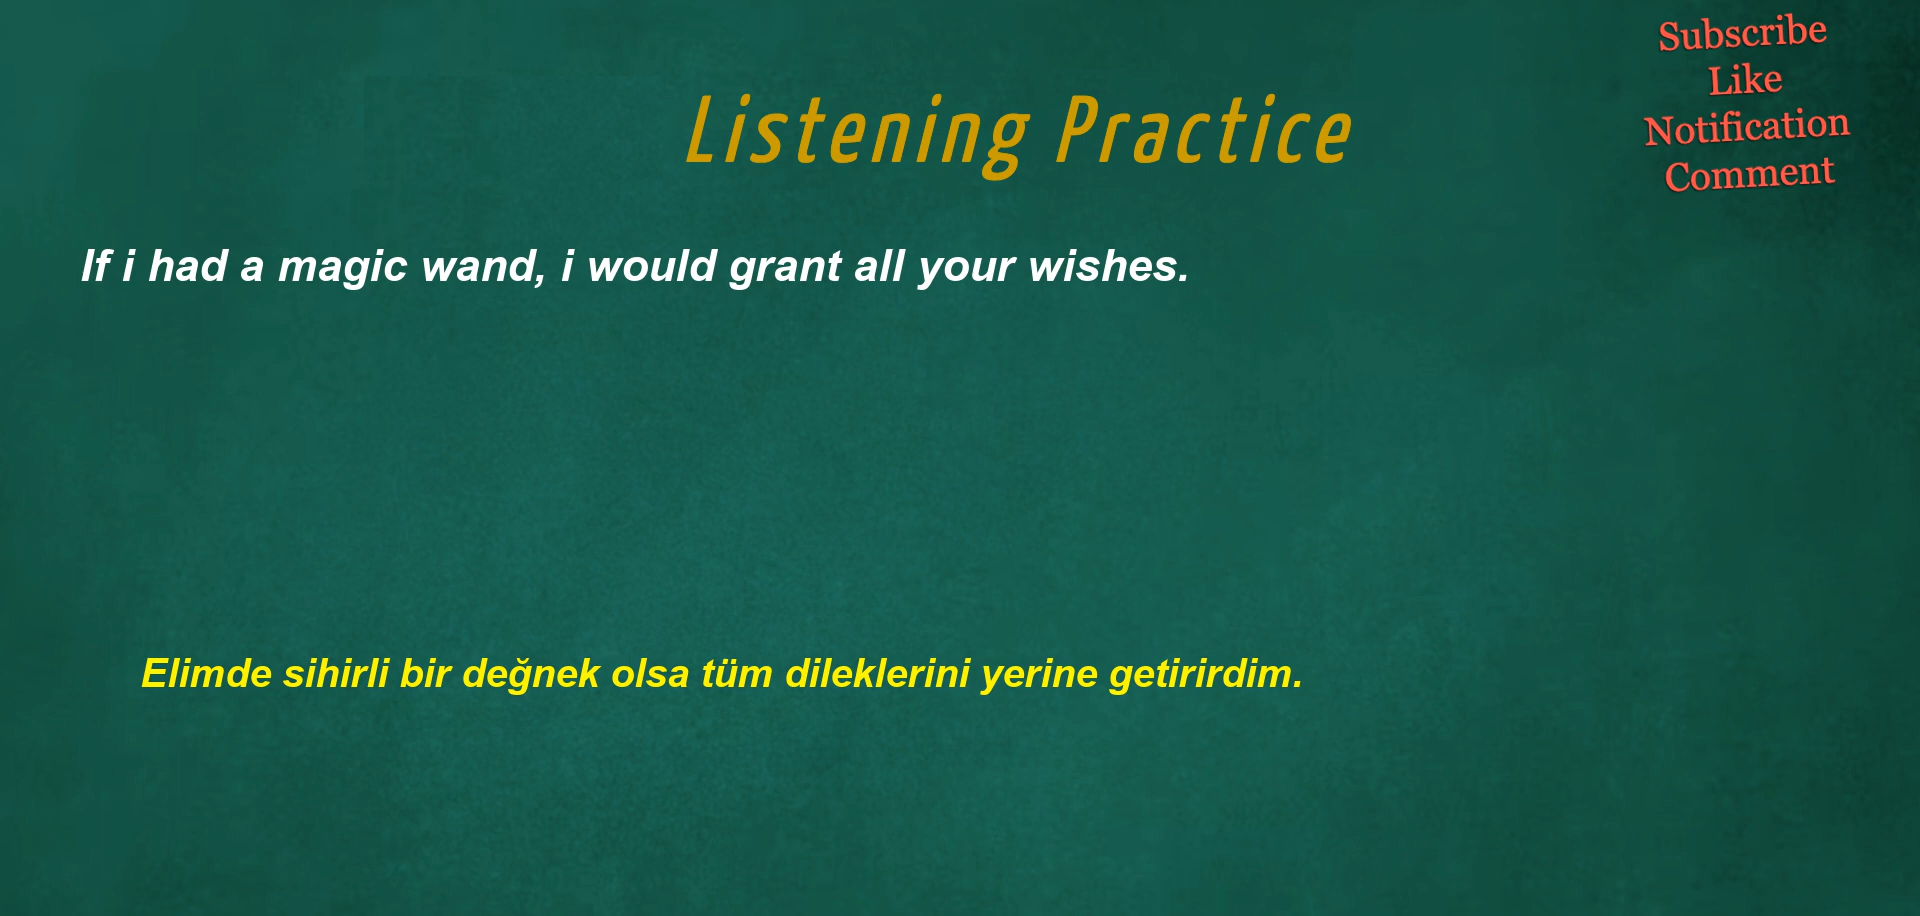 Subscribe
Like
Notification
Comment
Listening Practice
If i had a magic wand, i would grant all your wishes.
Elimde sihirli bir değnek olsa tüm dileklerini yerine getirirdim.